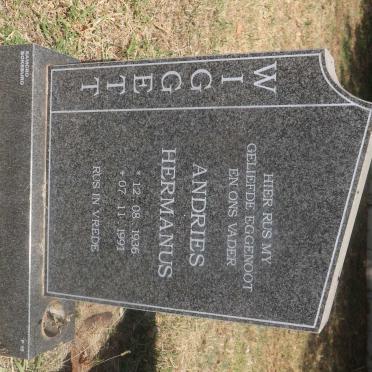 WIGGETT
HIER RUS MY
GELIEFDE EGGENOOT
EN ONS VADER
ANDRIES
HERMANUS
* 12. 08. 1936
+ 07. 11. 1991
RUS IN VREDE